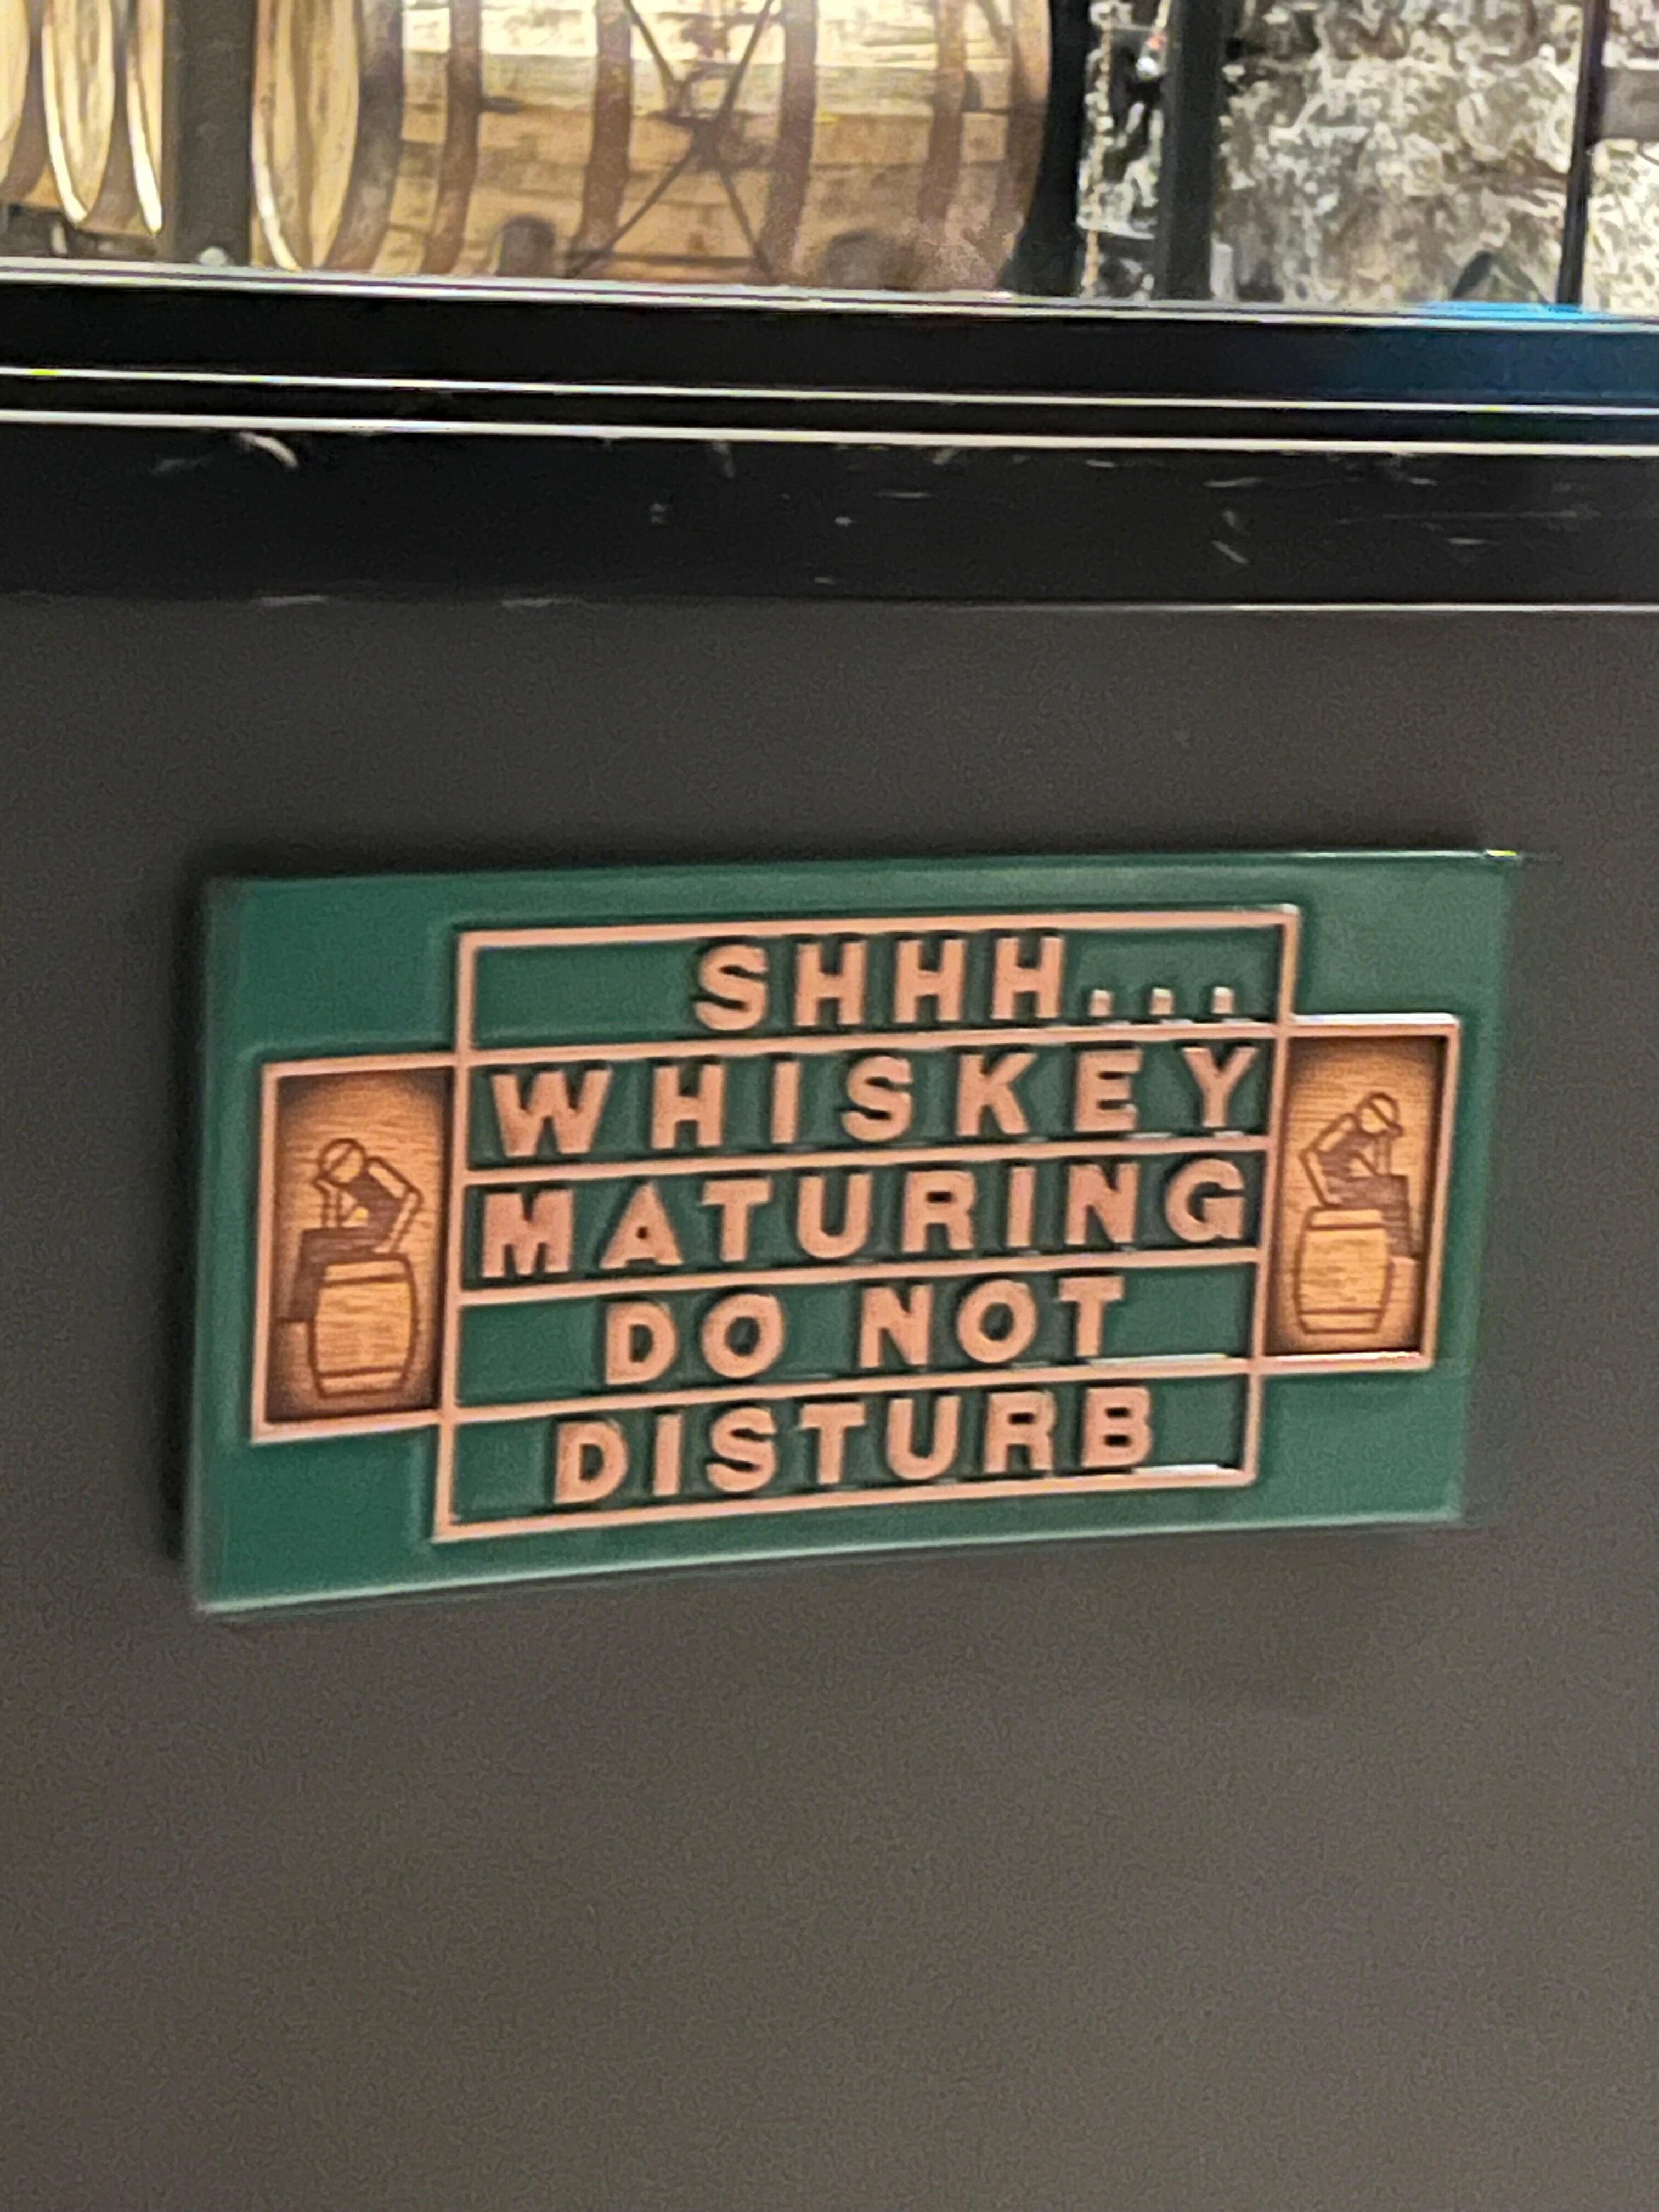 SHHH...
WHISKEY
MATURING
DO NOT
DISTURB